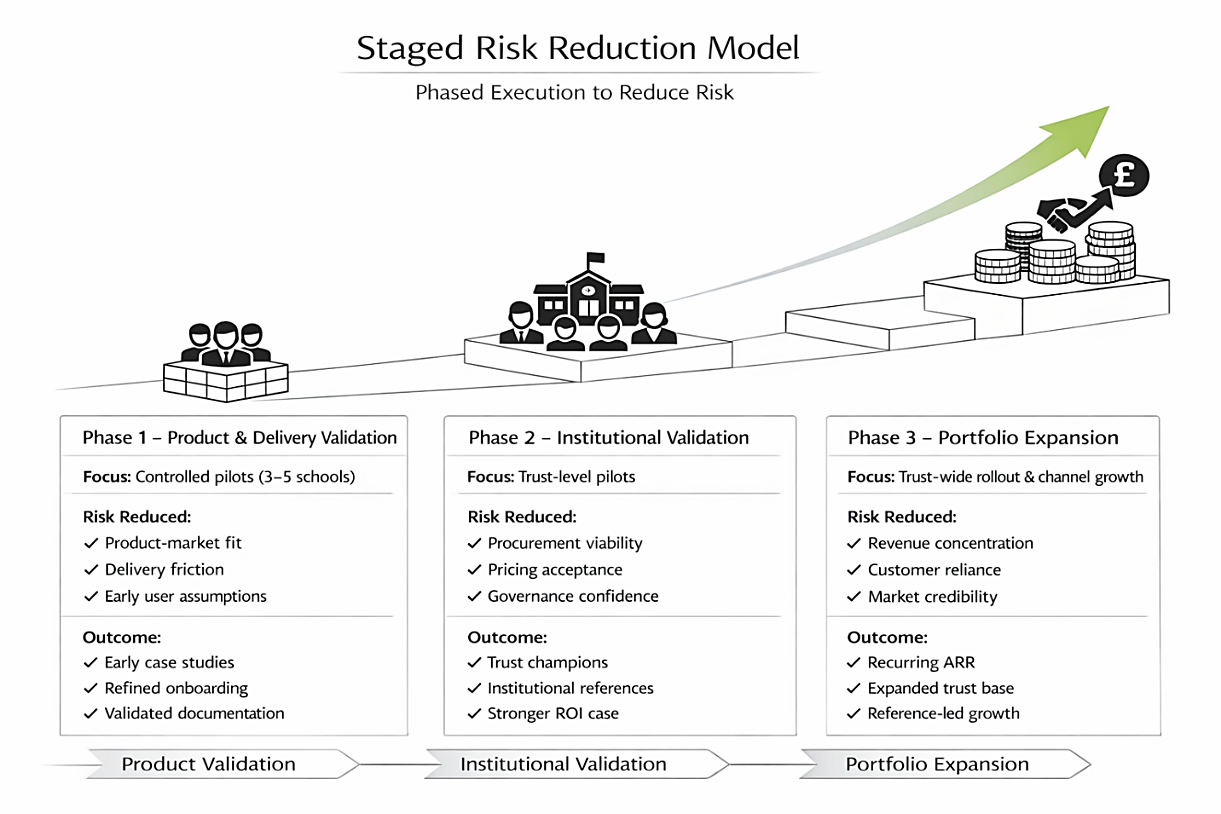 Staged Risk Reduction Model
Phased Execution to Reduce Risk
£
Phase 1 – Product & Delivery Validation
Focus: Controlled pilots (3–5 schools)
Risk Reduced:
✓ Product-market fit
✓ Delivery friction
✓ Early user assumptions
Outcome:
✓ Early case studies
✓ Refined onboarding
✓ Validated documentation
Phase 2 – Institutional Validation
Focus: Trust-level pilots
Risk Reduced:
✓ Procurement viability
✓ Pricing acceptance
✓ Governance confidence
Outcome:
✓ Trust champions
✓ Institutional references
✓ Stronger ROI case
Phase 3 – Portfolio Expansion
Focus: Trust-wide rollout & channel growth
Risk Reduced:
✓ Revenue concentration
✓ Customer reliance
✓ Market credibility
Outcome:
✓ Recurring ARR
✓ Expanded trust base
✓ Reference-led growth
Product Validation
Institutional Validation
Portfolio Expansion